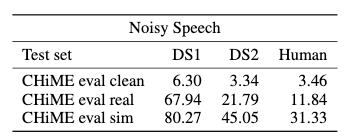 Noisy Speech
Test set DS1 DS2 Human
CHiME eval clean 6.30 3.34 3.46
CHiME eval real 67.94 21.79 11.84
CHiME eval sim 80.27 45.05 31.33